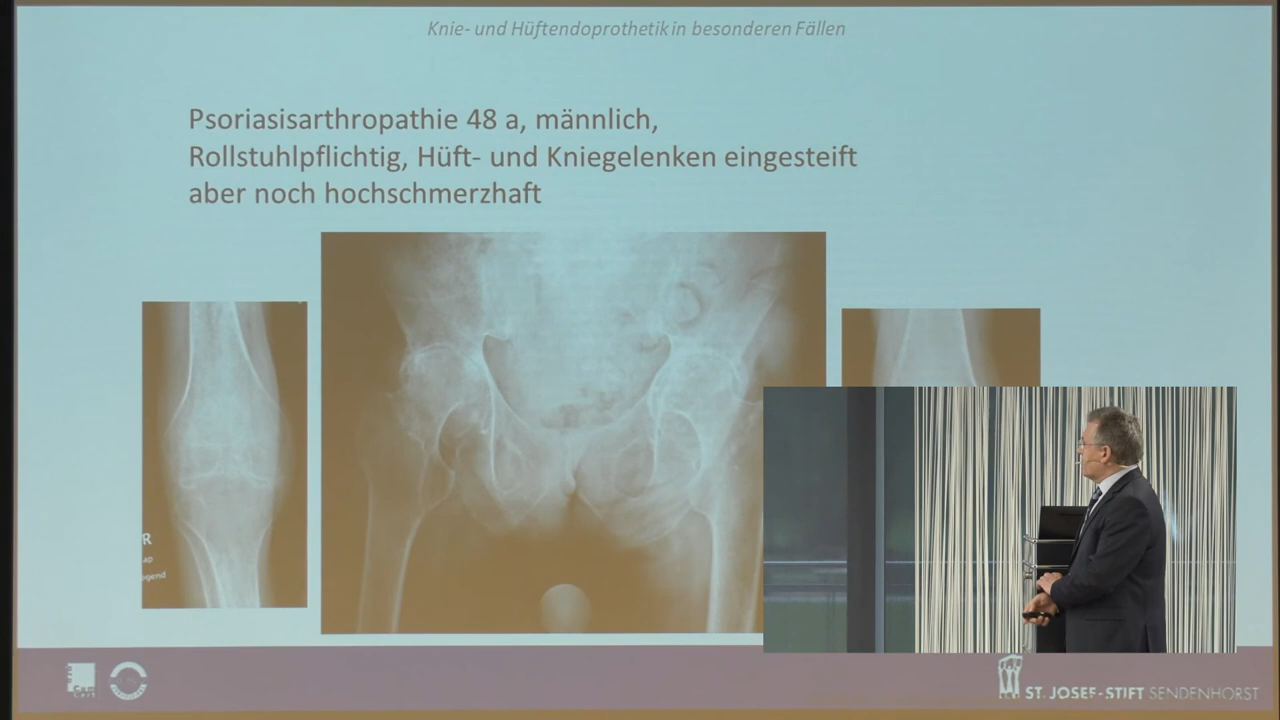 Knie- und Hüftendoprothetik in besonderen Fällen
Psoriasisarthropathie 48 a, männlich,
Rollstuhlpflichtig, Hüft- und Kniegelenken eingesteift
aber noch hochschmerzhaft
R
ap
ST. JOSEF-STIFT SENDENHORST